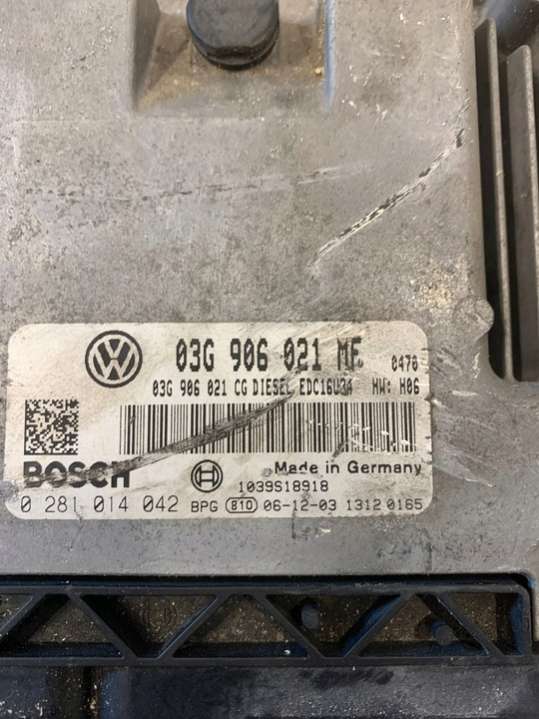 03G 906 021 MF 0478
03G 906 021 CG DIESEL EDC16U34 HW: H06
BOSCH Made in Germany
1039S18918
0 281 014 042 BPG 810 06-12-03 1312 0165